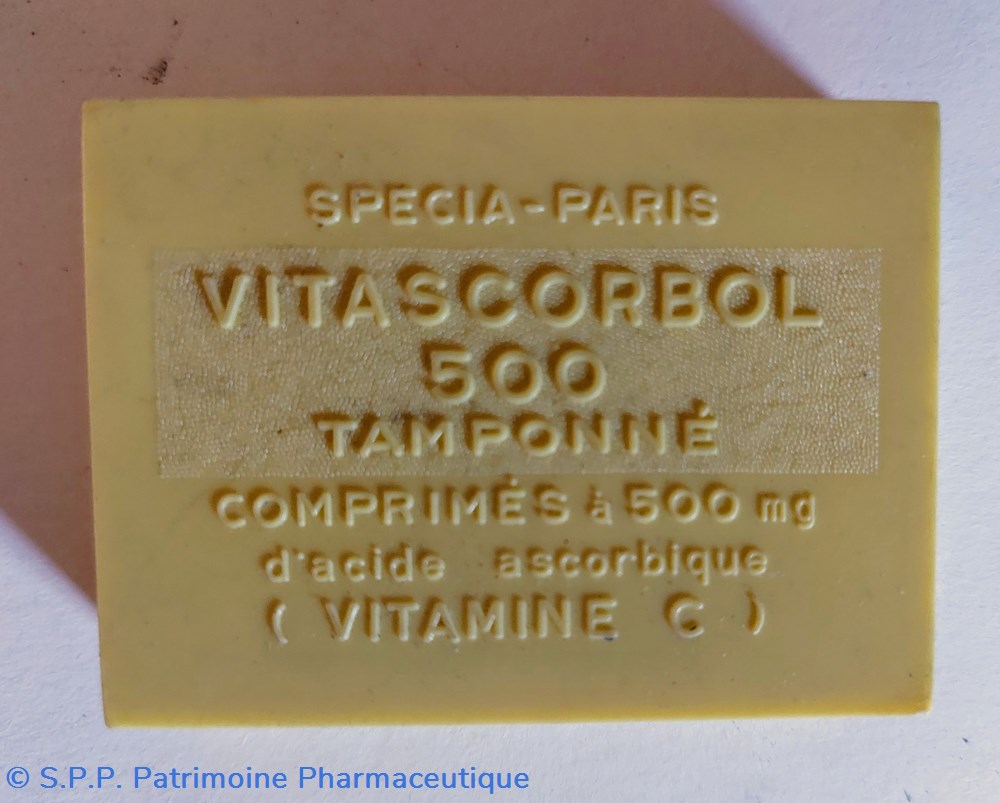 SPECIA-PARIS
VITASCORBOL
500
TAMPONNÉ
COMPRIMÉS à 500 mg
d'acide ascorbique
( VITAMINE C )
© S.P.P. Patrimoine Pharmaceutique